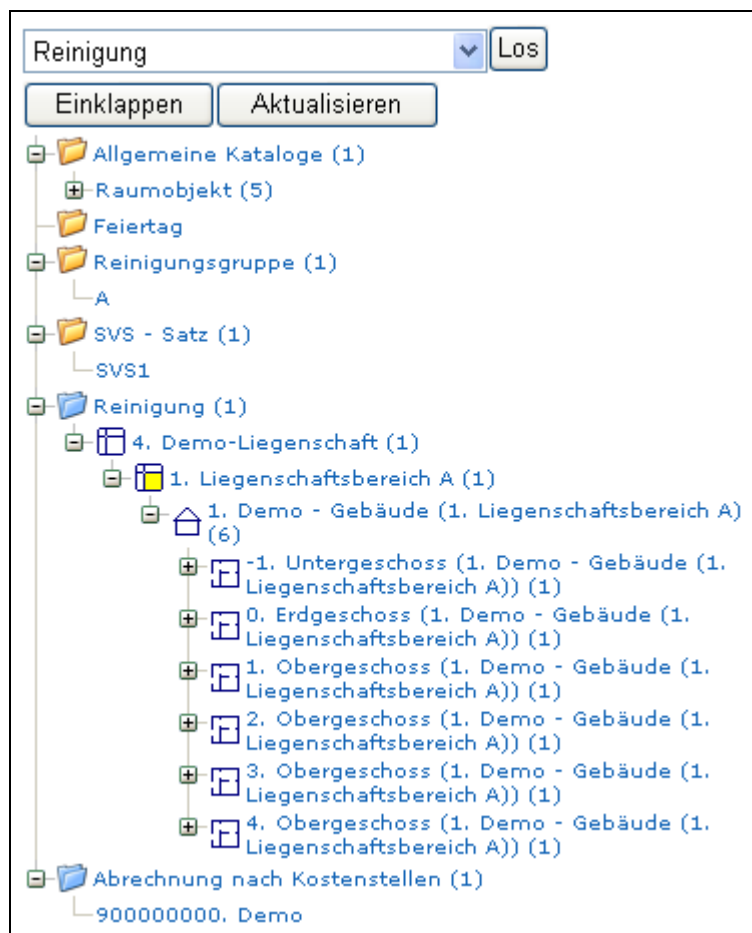 Reinigung Los
Einklappen Aktualisieren
Allgemeine Kataloge (1)
Raumobjekt (5)
Feiertag
Reinigungsgruppe (1)
A
SVS - Satz (1)
SVS1
Reinigung (1)
4. Demo-Liegenschaft (1)
1. Liegenschaftsbereich A (1)
1. Demo - Gebäude (1. Liegenschaftsbereich A)
(6)
-1. Untergeschoss (1. Demo - Gebäude (1.
Liegenschaftsbereich A)) (1)
0. Erdgeschoss (1. Demo - Gebäude (1.
Liegenschaftsbereich A)) (1)
1. Obergeschoss (1. Demo - Gebäude (1.
Liegenschaftsbereich A)) (1)
2. Obergeschoss (1. Demo - Gebäude (1.
Liegenschaftsbereich A)) (1)
3. Obergeschoss (1. Demo - Gebäude (1.
Liegenschaftsbereich A)) (1)
4. Obergeschoss (1. Demo - Gebäude (1.
Liegenschaftsbereich A)) (1)
Abrechnung nach Kostenstellen (1)
900000000. Demo